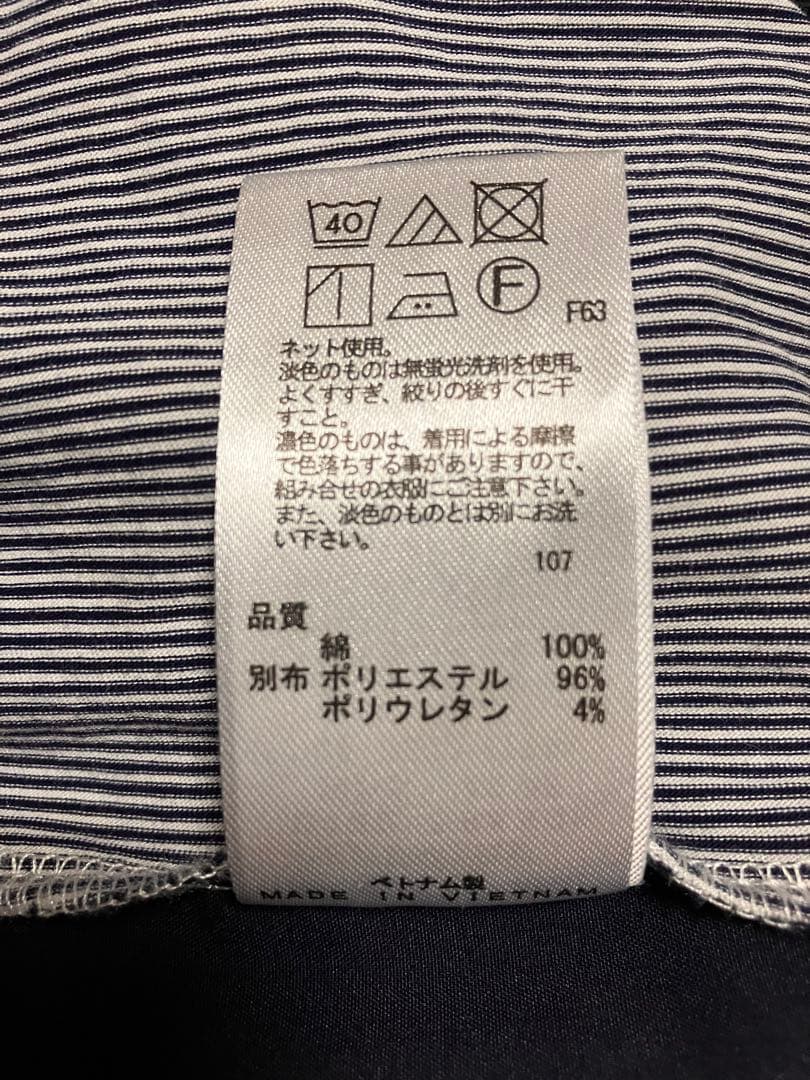 40
F
F63
ネット使用。
淡色のものは無蛍光洗剤を使用。
よくすすぎ、絞りの後すぐに干
すこと。
濃色のものは、着用による摩擦
で色落ちする事がありますので、
組み合せの衣服にご注意下さい。
また、淡色のものとは別にお洗
い下さい。
107
品質
綿 100%
別布 ポリエステル 96%
ポリウレタン 4%
ベトナム製
MADE IN VIETNAM